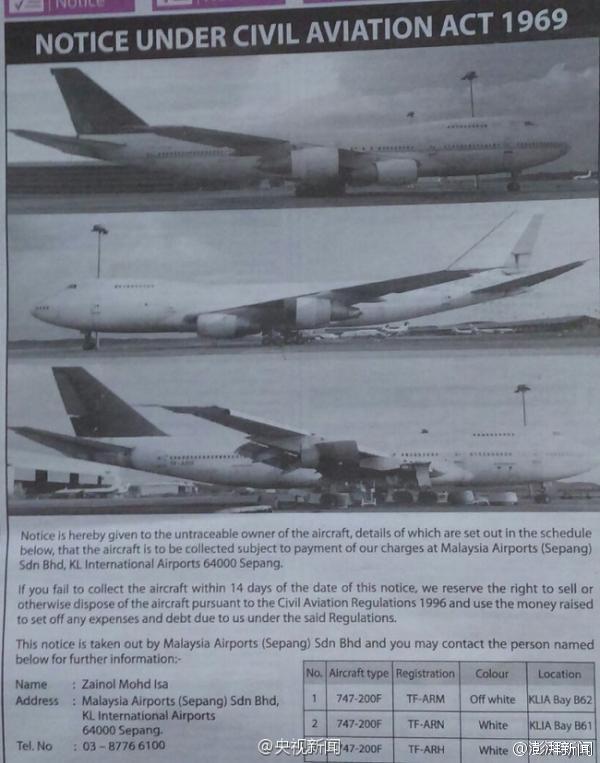 Notice
NOTICE UNDER CIVIL AVIATION ACT 1969
Notice is hereby given to the untraceable owner of the aircraft, details of which are set out in the schedule
below, that the aircraft is to be collected subject to payment of our charges at Malaysia Airports (Sepang)
Sdn Bhd, KL International Airports 64000 Sepang.
If you fail to collect the aircraft within 14 days of the date of this notice, we reserve the right to sell or
otherwise dispose of the aircraft pursuant to the Civil Aviation Regulations 1996 and use the money raised
to set off any expenses and debt due to us under the said Regulations.
This notice is taken out by Malaysia Airports (Sepang) Sdn Bhd and you may contact the person named
below for further information:-
Name : Zainol Mohd Isa
Address : Malaysia Airports (Sepang) Sdn Bhd,
KL International Airports
64000 Sepang.
Tel. No : 03 – 8776 6100
No. Aircraft type Registration Colour Location
1 747-200F TF-ARM Off white KLIA Bay B62
2 747-200F TF-ARN White KLIA Bay B61
747-200F TF-ARH White
@央视新闻
@澎湃新闻